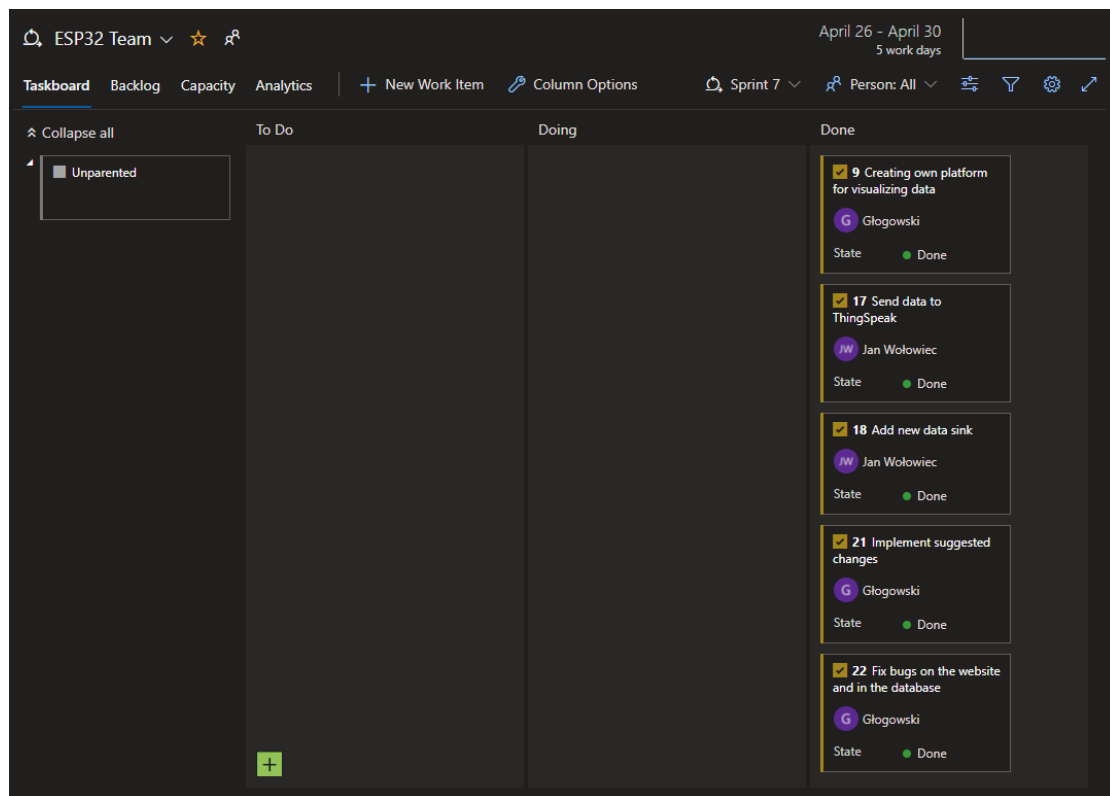 ESP32 Team
April 26 - April 30
5 work days
Taskboard
Backlog
Capacity
Analytics
New Work Item
Column Options
Sprint 7
Person: All
Collapse all
To Do
Doing
Done
Unparented
9 Creating own platform
for visualizing data
G Głogowski
State Done
17 Send data to
ThingSpeak
JW Jan Wołowiec
State Done
18 Add new data sink
JW Jan Wołowiec
State Done
21 Implement suggested
changes
G Głogowski
State Done
22 Fix bugs on the website
and in the database
G Głogowski
State Done